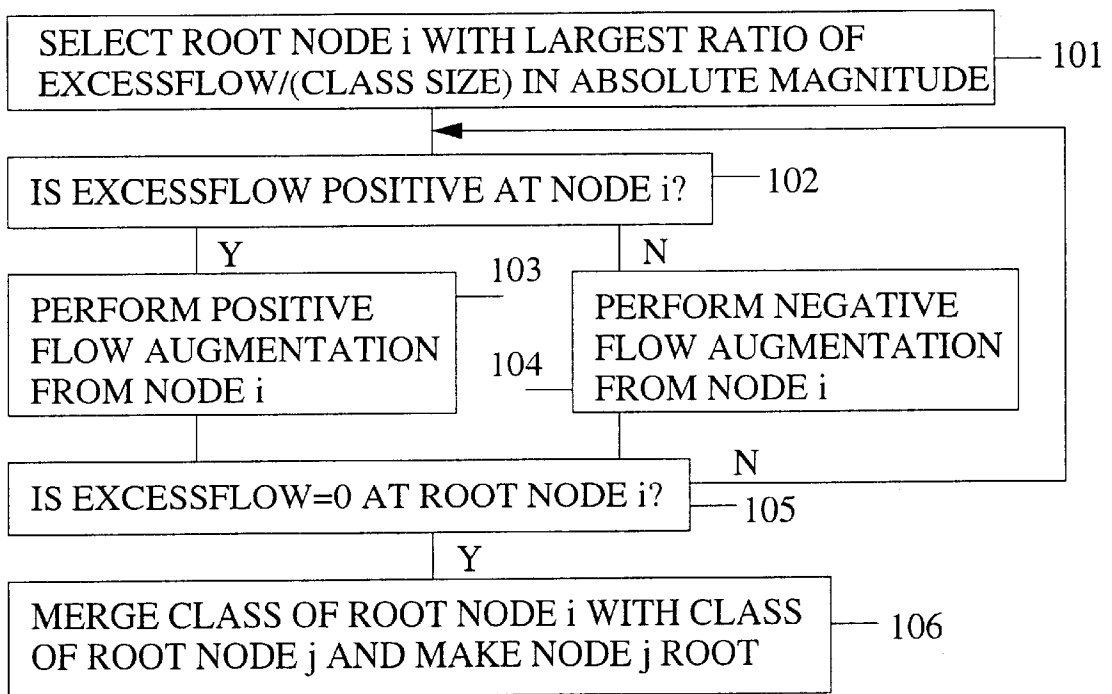 SELECT ROOT NODE i WITH LARGEST RATIO OF
EXCESSFLOW/(CLASS SIZE) IN ABSOLUTE MAGNITUDE
101
IS EXCESSFLOW POSITIVE AT NODE i?
102
Y
N
103
PERFORM POSITIVE
FLOW AUGMENTATION
FROM NODE i
104
PERFORM NEGATIVE
FLOW AUGMENTATION
FROM NODE i
IS EXCESSFLOW=0 AT ROOT NODE i?
N
105
Y
MERGE CLASS OF ROOT NODE i WITH CLASS
OF ROOT NODE j AND MAKE NODE j ROOT
106